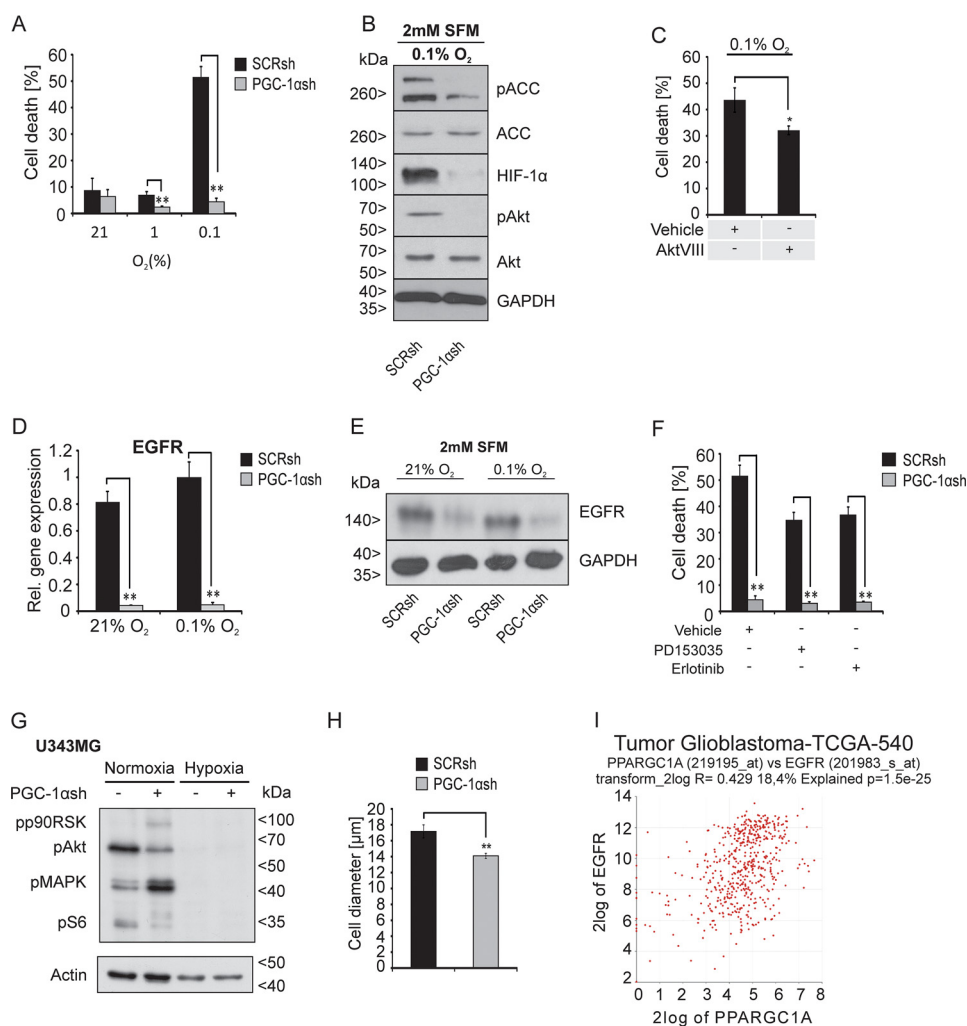 A
Cell death [%]
60
50
40
30
20
10
0
SCRsh
PGC-1αsh
**
**
21 1 0.1
O2(%)
B
2mM SFM
0.1% O2
kDa
260>
pACC
260>
ACC
140>
100>
HIF-1α
70>
50>
pAkt
70>
50>
Akt
40>
35>
GAPDH
SCRsh
PGC-1αsh
C
0.1% O2
Cell death [%]
60
50
40
30
20
10
0
*
Vehicle + -
AktVIII - +
D
EGFR
Rel. gene expression
1.2
1
0.8
0.6
0.4
0.2
0
SCRsh
PGC-1αsh
**
**
21% O2 0.1% O2
E
2mM SFM
21% O2 0.1% O2
kDa
140>
EGFR
40>
35>
GAPDH
SCRsh
PGC-1αsh
SCRsh
PGC-1αsh
F
Cell death [%]
60
50
40
30
20
10
0
SCRsh
PGC-1αsh
**
**
**
Vehicle + - -
PD153035 - + -
Erlotinib - - +
G
U343MG
Normoxia Hypoxia
PGC-1αsh - + - + kDa
pp90RSK
pAkt
pMAPK
pS6
<100
<70
<50
<40
<35
Actin
<50
<40
H
SCRsh
PGC-1αsh
Cell diameter [µm]
20
18
16
14
12
10
8
6
4
2
0
**
I
Tumor Glioblastoma-TCGA-540
PPARGC1A (219195_at) vs EGFR (201983_s_at)
transform_2log R= 0.429 18,4% Explained p=1.5e-25
2log of EGFR
14
12
10
8
6
4
2
0 1 2 3 4 5 6 7 8
2log of PPARGC1A